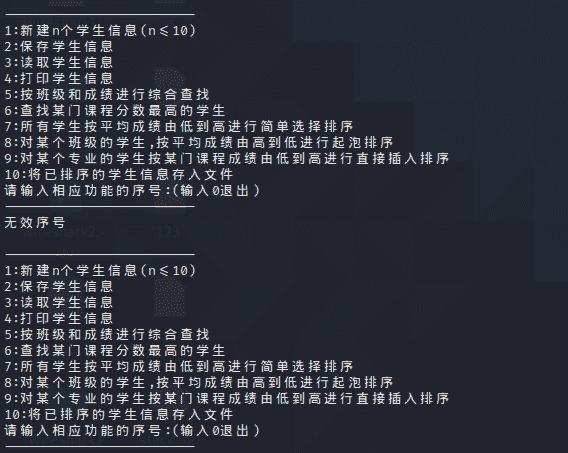 ------------------------
1:新建n个学生信息(n≤10)
2:保存学生信息
3:读取学生信息
4:打印学生信息
5:按班级和成绩进行综合查找
6:查找某门课程分数最高的学生
7:所有学生按平均成绩由低到高进行简单选择排序
8:对某个班级的学生,按平均成绩由高到低进行起泡排序
9:对某个专业的学生按某门课程成绩由低到高进行直接插入排序
10:将已排序的学生信息存入文件
请输入相应功能的序号:(输入0退出)
------------------------
无效序号
------------------------
1:新建n个学生信息(n≤10)
2:保存学生信息
3:读取学生信息
4:打印学生信息
5:按班级和成绩进行综合查找
6:查找某门课程分数最高的学生
7:所有学生按平均成绩由低到高进行简单选择排序
8:对某个班级的学生,按平均成绩由高到低进行起泡排序
9:对某个专业的学生按某门课程成绩由低到高进行直接插入排序
10:将已排序的学生信息存入文件
请输入相应功能的序号:(输入0退出)
------------------------